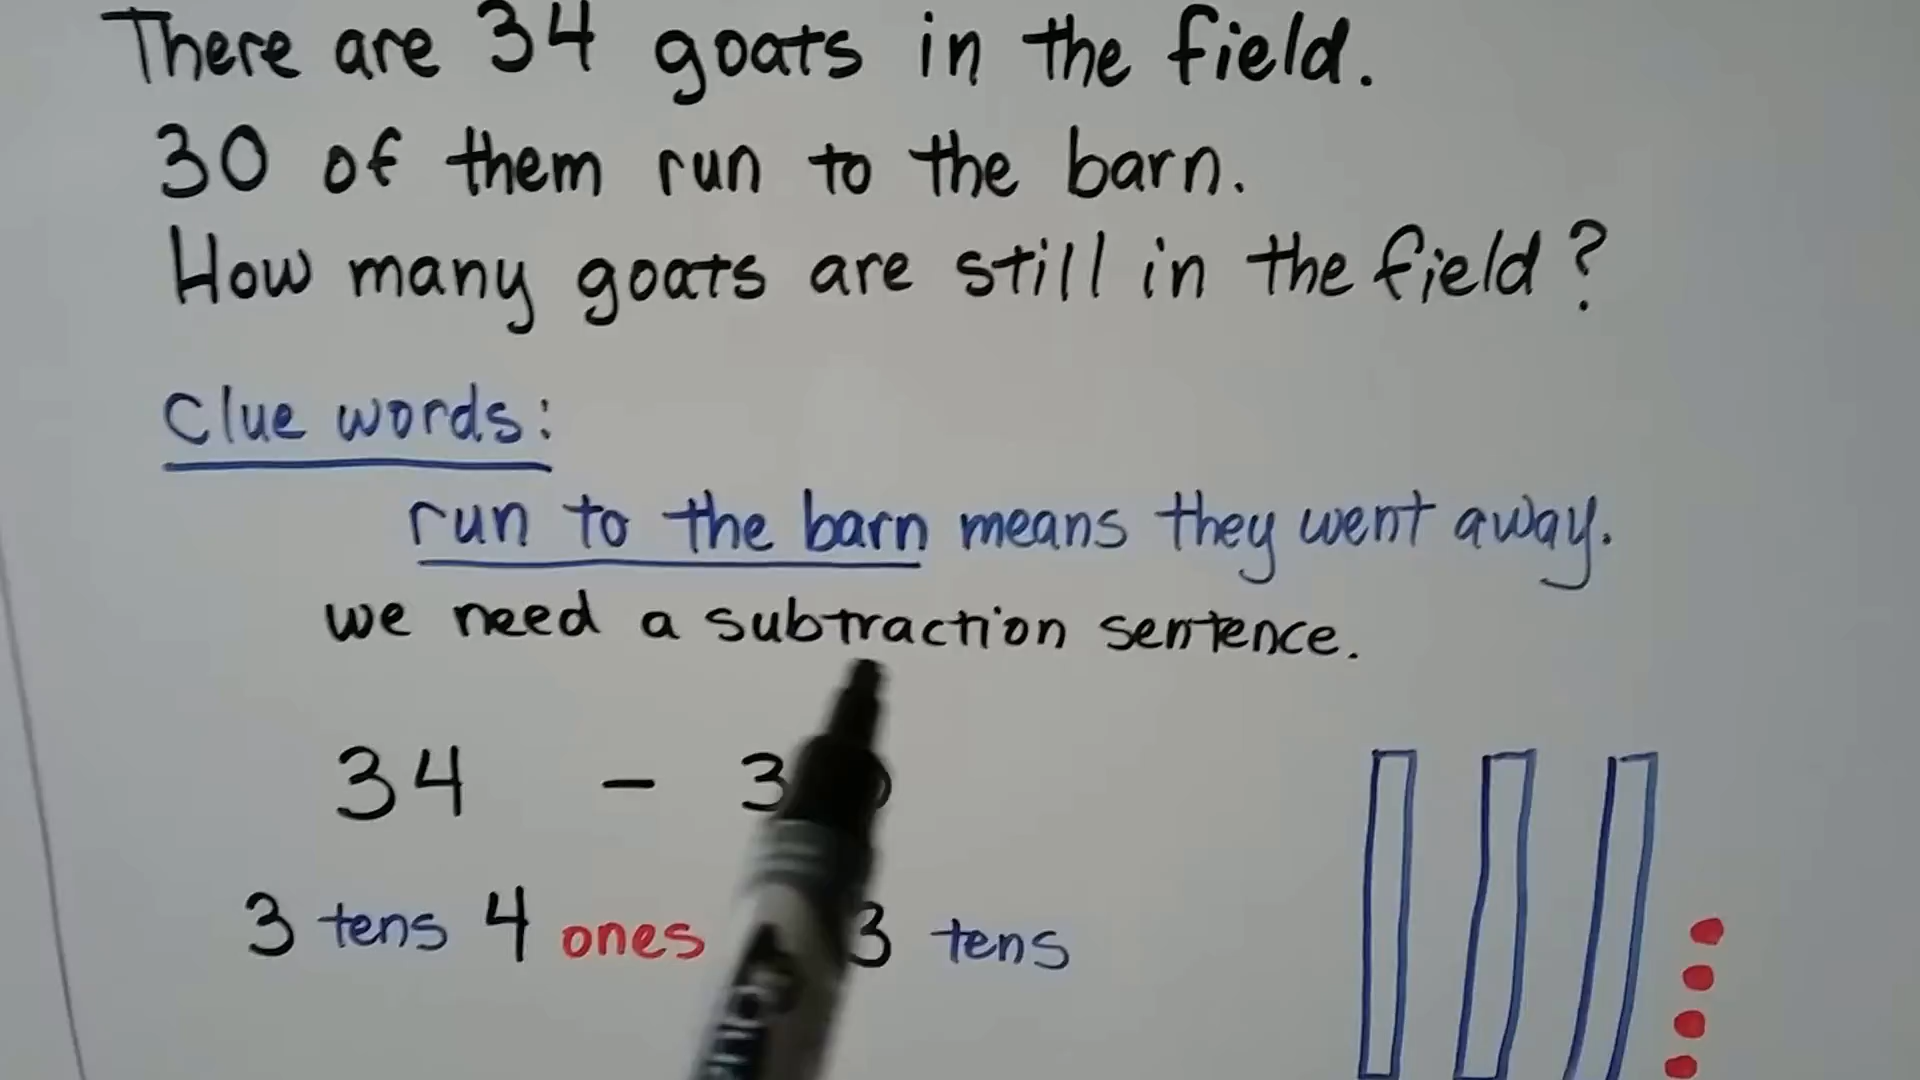 There are 34 goats in the field.
30 of them run to the barn.
How many goats are still in the field?
Clue words:
run to the barn means they went away.
we need a subtraction sentence.
34 -
3 tens 4 ones 3 tens